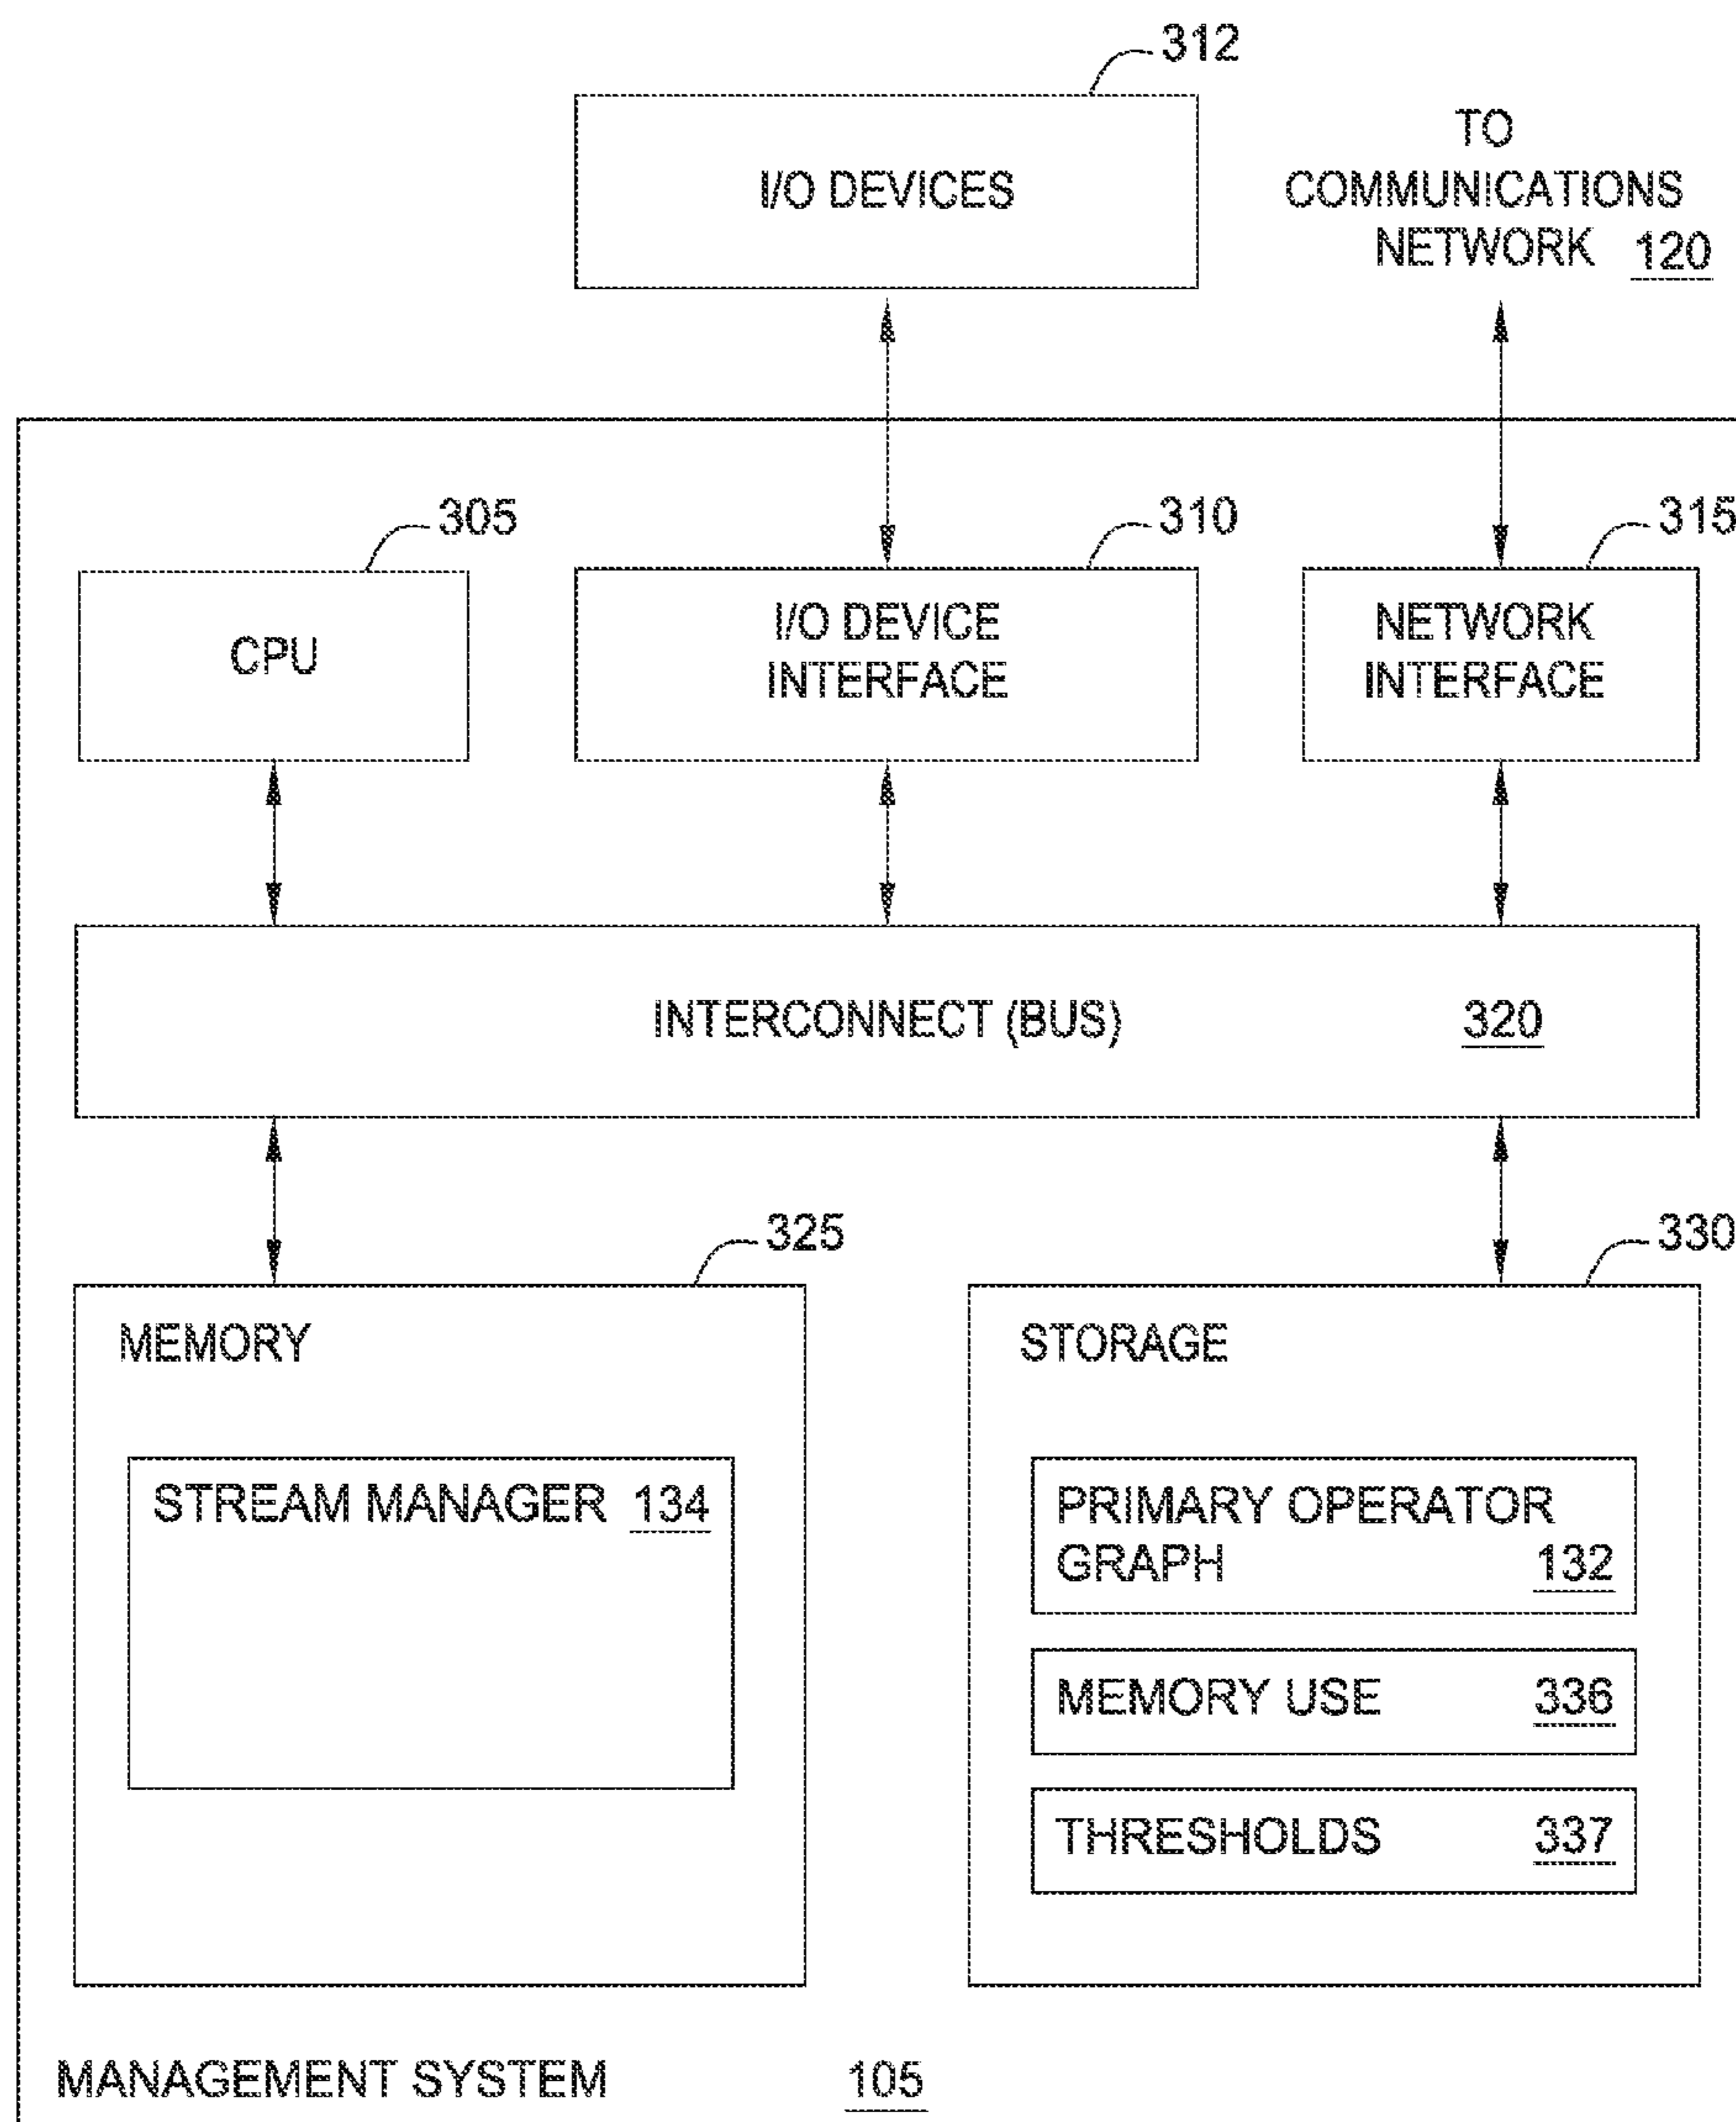 312
I/O DEVICES
TO
COMMUNICATIONS
NETWORK 120
305
310
315
CPU
I/O DEVICE
INTERFACE
NETWORK
INTERFACE
INTERCONNECT (BUS) 320
325
330
MEMORY
STREAM MANAGER 134
STORAGE
PRIMARY OPERATOR
GRAPH 132
MEMORY USE 336
THRESHOLDS 337
MANAGEMENT SYSTEM 105